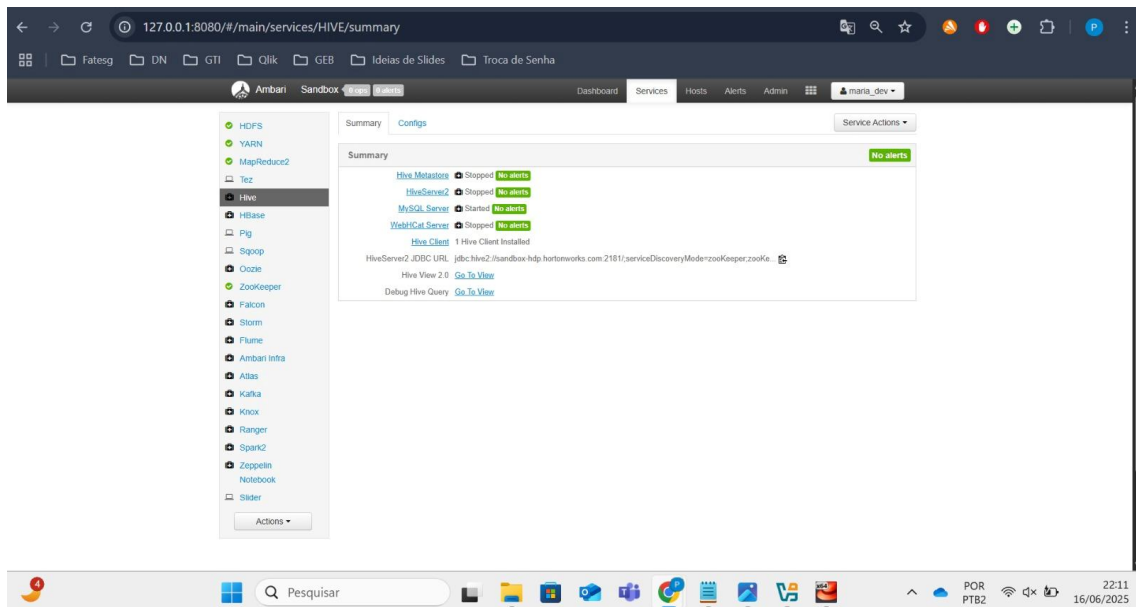 127.0.0.1:8080/#/main/services/HIVE/summary
P
Fatesg DN GTI Qlik GEB Ideias de Slides Troca de Senha
Ambari Sandbox 0 ops 0 alerts Dashboard Services Hosts Alerts Admin maria_dev
HDFS
YARN
MapReduce2
Tez
Hive
HBase
Pig
Sqoop
Oozie
ZooKeeper
Falcon
Storm
Flume
Ambari Infra
Atlas
Kafka
Knox
Ranger
Spark2
Zeppelin
Notebook
Slider
Actions
Summary Configs Service Actions
Summary No alerts
Hive Metastore Stopped No alerts
HiveServer2 Stopped No alerts
MySQL Server Started No alerts
WebHCat Server Stopped No alerts
Hive Client 1 Hive Client Installed
HiveServer2 JDBC URL jdbc:hive2://sandbox-hdp.hortonworks.com:2181/;serviceDiscoveryMode=zooKeeper;zooKe...
Hive View 2.0 Go To View
Debug Hive Query Go To View
4
Pesquisar
x64
POR
PTB2
22:11
16/06/2025